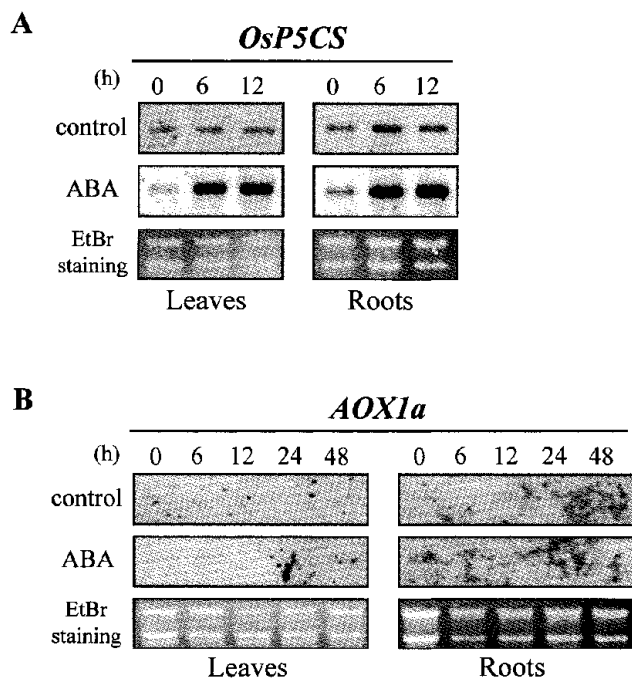 A
OsP5CS
(h) 0 6 12 0 6 12
control
ABA
EtBr
staining
Leaves Roots
B
AOX1a
(h) 0 6 12 24 48 0 6 12 24 48
control
ABA
EtBr
staining
Leaves Roots